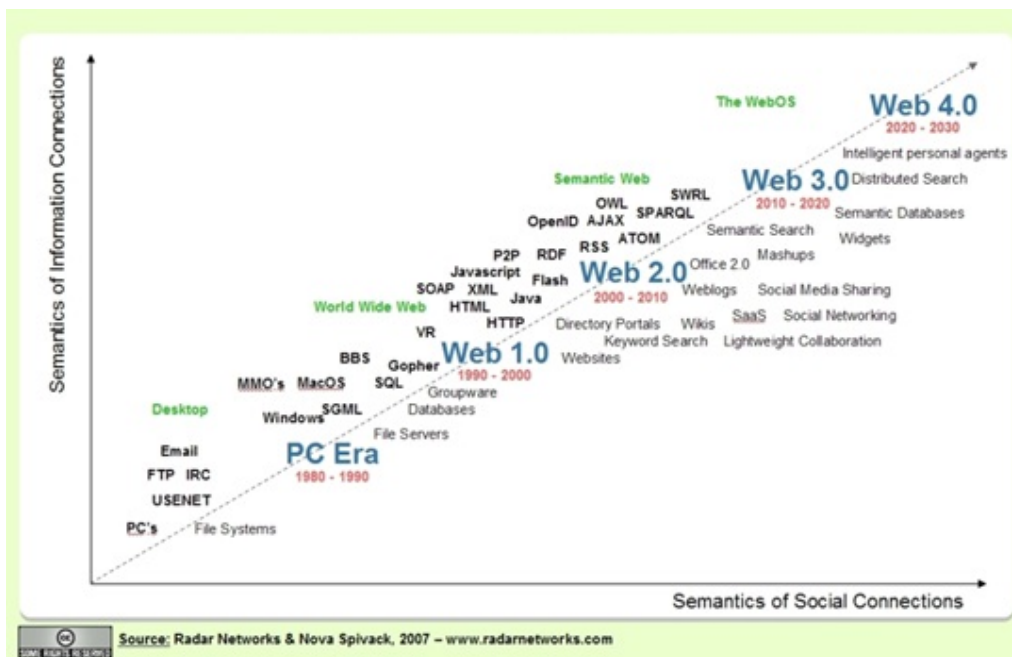 Semantics of Information Connections
The WebOS
Web 4.0
2020 - 2030
Intelligent personal agents
Semantic Web
Web 3.0
Distributed Search
2010 - 2020
SWRL
OWL
SPARQL
Semantic Databases
OpenID AJAX
Semantic Search
ATOM
Widgets
RSS
P2P
RDF
Mashups
Office 2.0
Javascript
Web 2.0
Flash
SOAP
XML
2000 - 2010
Weblogs
Social Media Sharing
Java
World Wide Web
HTML
SaaS
Social Networking
HTTP
Directory Portals
Wikis
VR
Keyword Search
Lightweight Collaboration
Web 1.0
Websites
BBS
Gopher
1990 - 2000
MMO's
MacOS
SQL
Groupware
Desktop
SGML
Databases
Windows
File Servers
Email
PC Era
FTP IRC
1980 - 1990
USENET
PC's
File Systems
Semantics of Social Connections
cc
SOME RIGHTS RESERVED
Source: Radar Networks & Nova Spivack, 2007 – www.radarnetworks.com